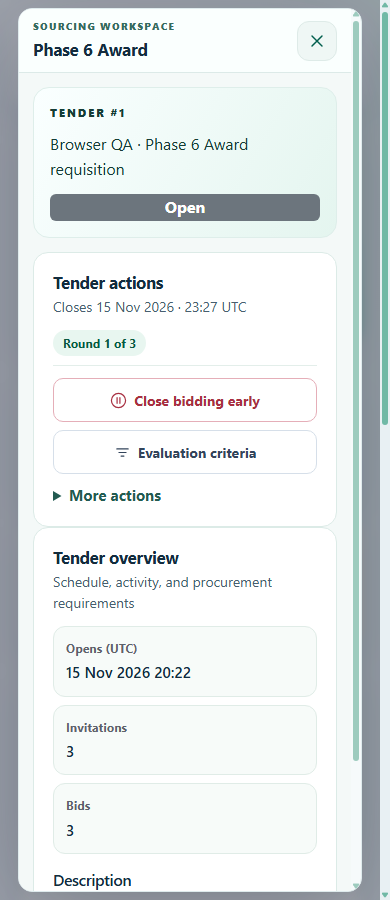 SOURCING WORKSPACE
Phase 6 Award
TENDER #1
Browser QA · Phase 6 Award
requisition
Open
Tender actions
Closes 15 Nov 2026 · 23:27 UTC
Round 1 of 3
Close bidding early
Evaluation criteria
More actions
Tender overview
Schedule, activity, and procurement
requirements
Opens (UTC)
15 Nov 2026 20:22
Invitations
3
Bids
3
Description